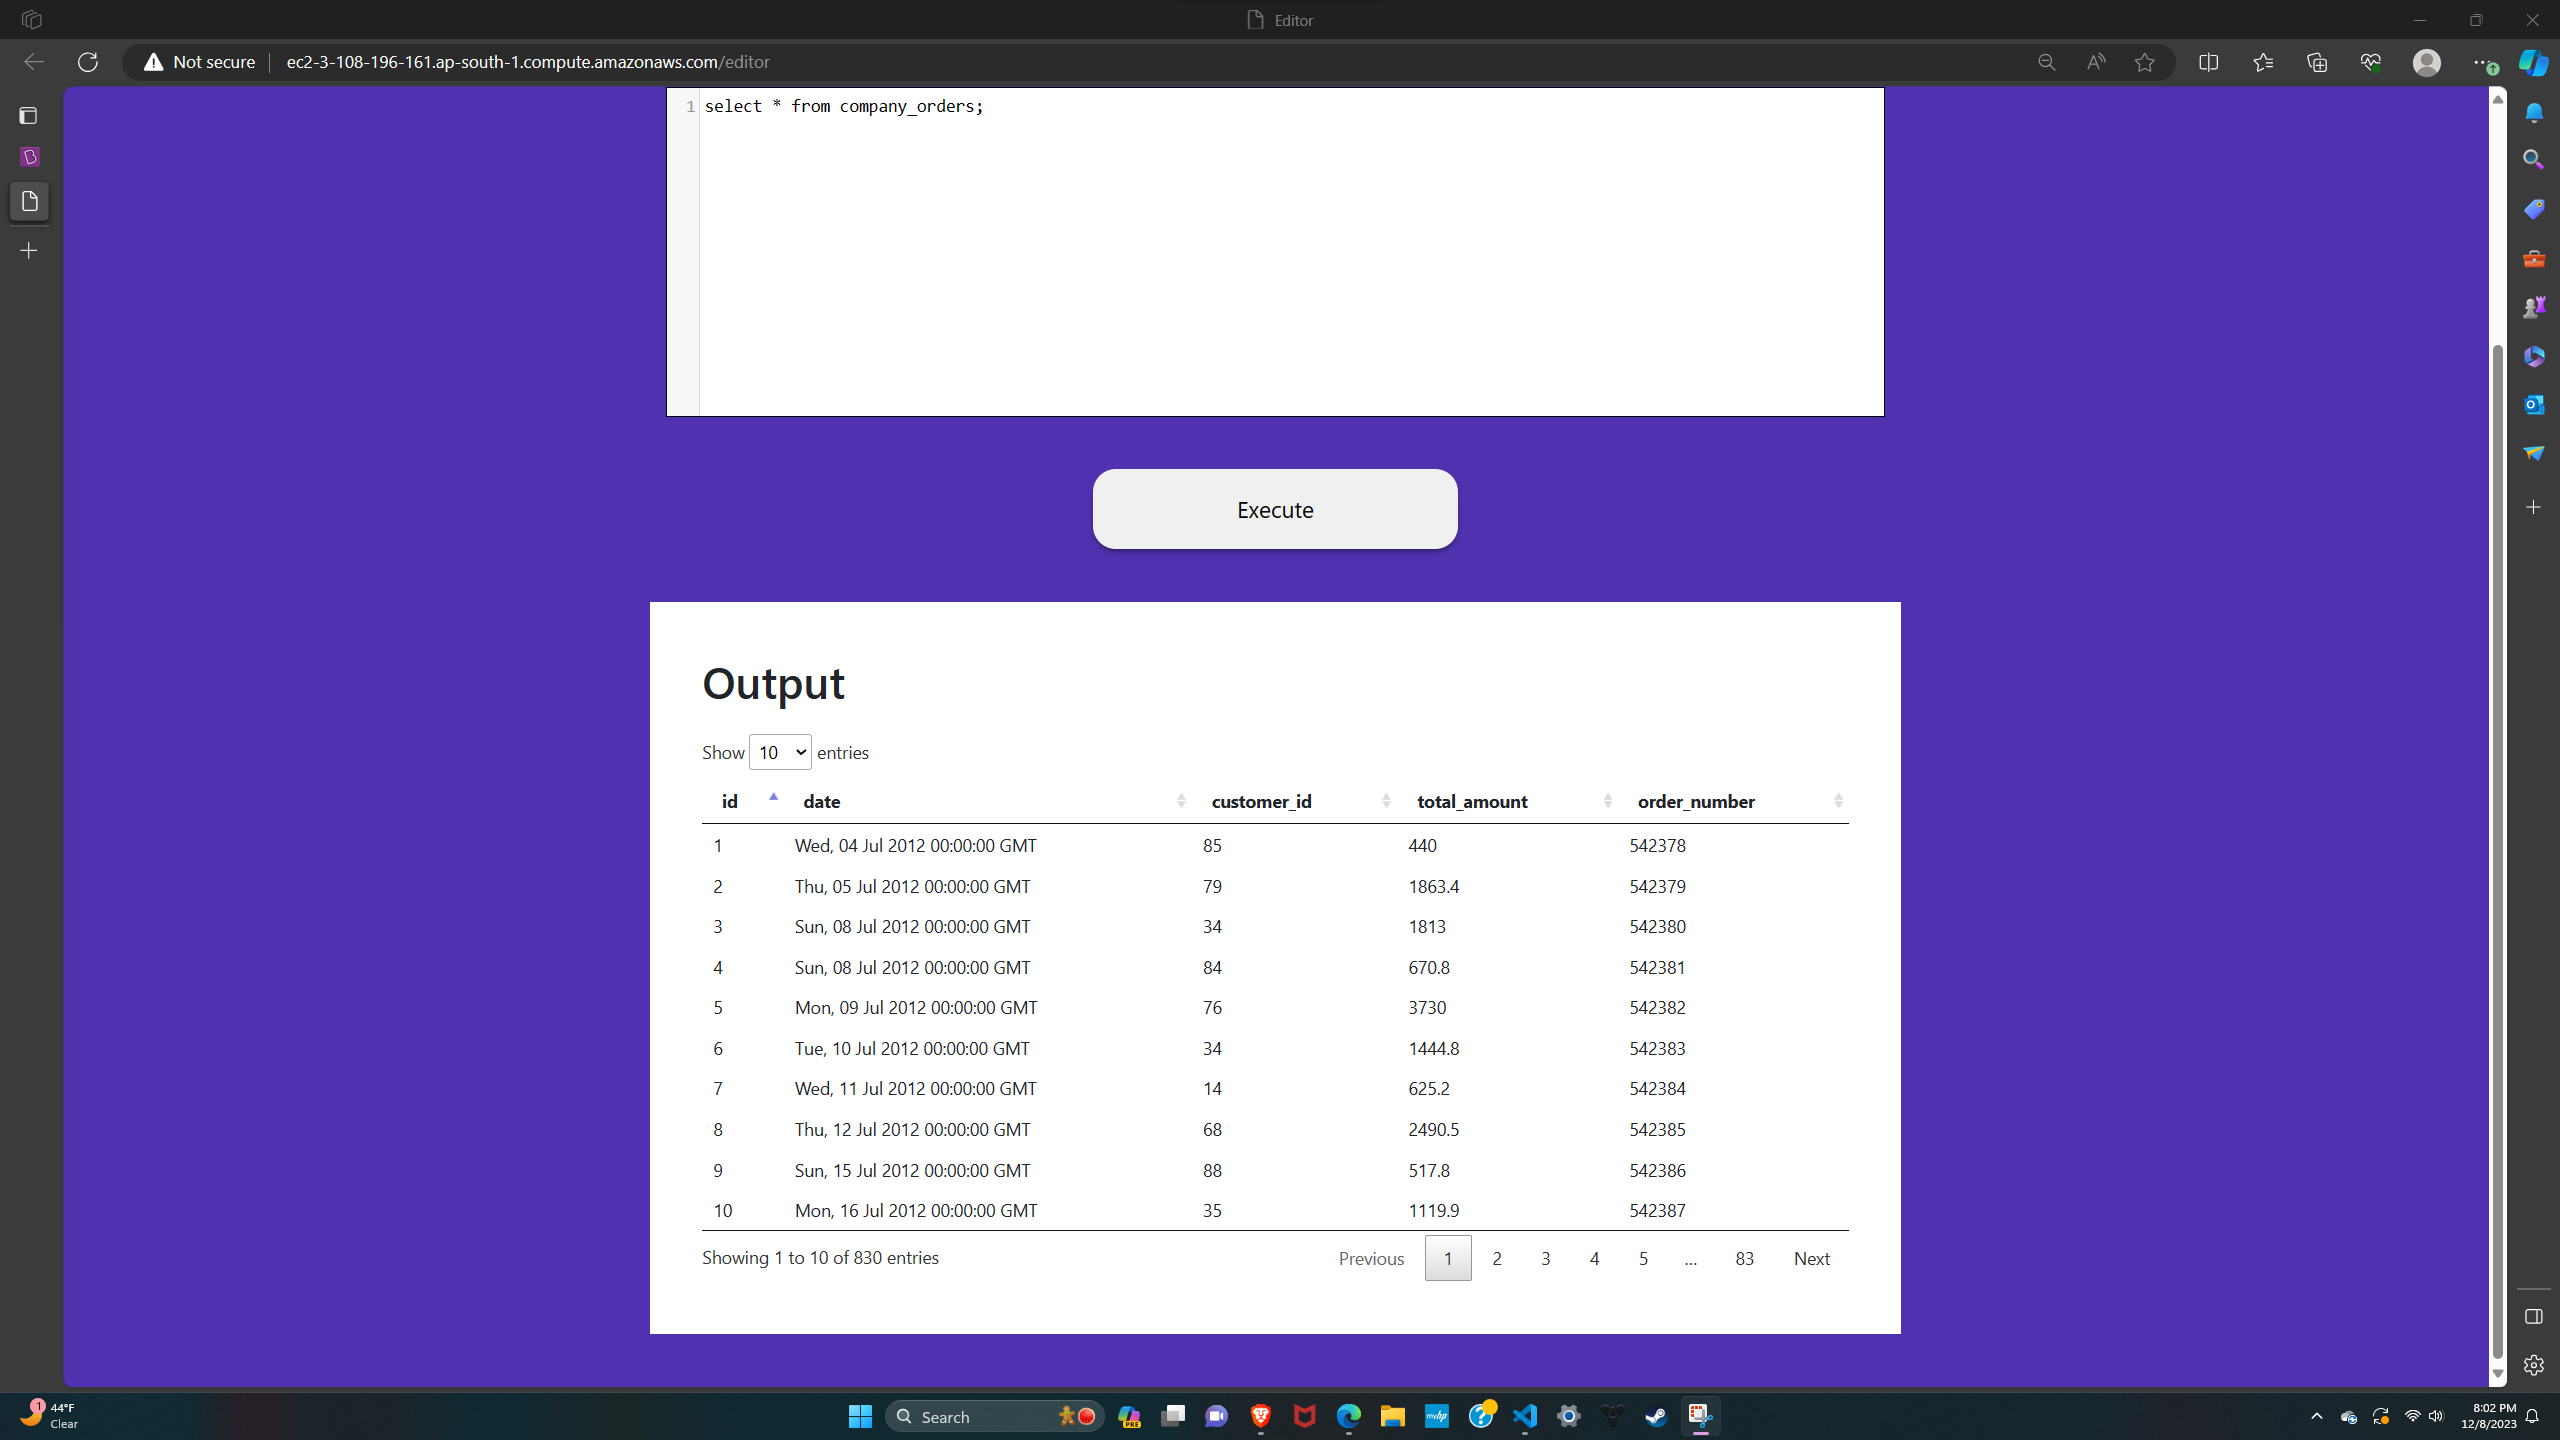 Editor
Not secure ec2-3-108-196-161.ap-south-1.compute.amazonaws.com/editor
1 select * from company_orders;
Execute
Output
Show 10 entries
id date customer_id total_amount order_number
1 Wed, 04 Jul 2012 00:00:00 GMT 85 440 542378
2 Thu, 05 Jul 2012 00:00:00 GMT 79 1863.4 542379
3 Sun, 08 Jul 2012 00:00:00 GMT 34 1813 542380
4 Sun, 08 Jul 2012 00:00:00 GMT 84 670.8 542381
5 Mon, 09 Jul 2012 00:00:00 GMT 76 3730 542382
6 Tue, 10 Jul 2012 00:00:00 GMT 34 1444.8 542383
7 Wed, 11 Jul 2012 00:00:00 GMT 14 625.2 542384
8 Thu, 12 Jul 2012 00:00:00 GMT 68 2490.5 542385
9 Sun, 15 Jul 2012 00:00:00 GMT 88 517.8 542386
10 Mon, 16 Jul 2012 00:00:00 GMT 35 1119.9 542387
Showing 1 to 10 of 830 entries Previous 1 2 3 4 5 … 83 Next
1 44°F
Clear
Search
PRE
myhp
8:02 PM
12/8/2023